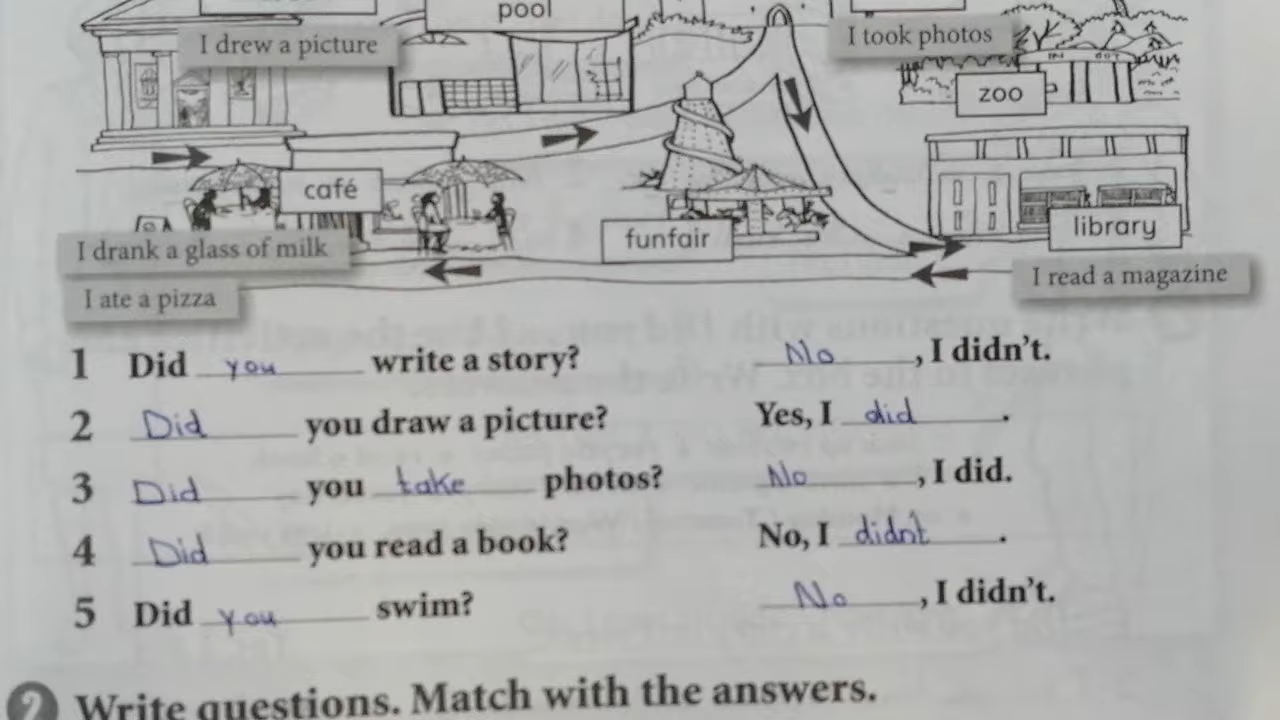 pool
I drew a picture
I took photos
IN OUT
zoo
café
library
funfair
I drank a glass of milk
I read a magazine
I ate a pizza
1 Did you write a story? No, I didn't.
2 Did you draw a picture? Yes, I did.
3 Did you take photos? No, I did.
4 Did you read a book? No, I didnt.
5 Did you swim? No, I didn't.
2 Write questions. Match with the answers.